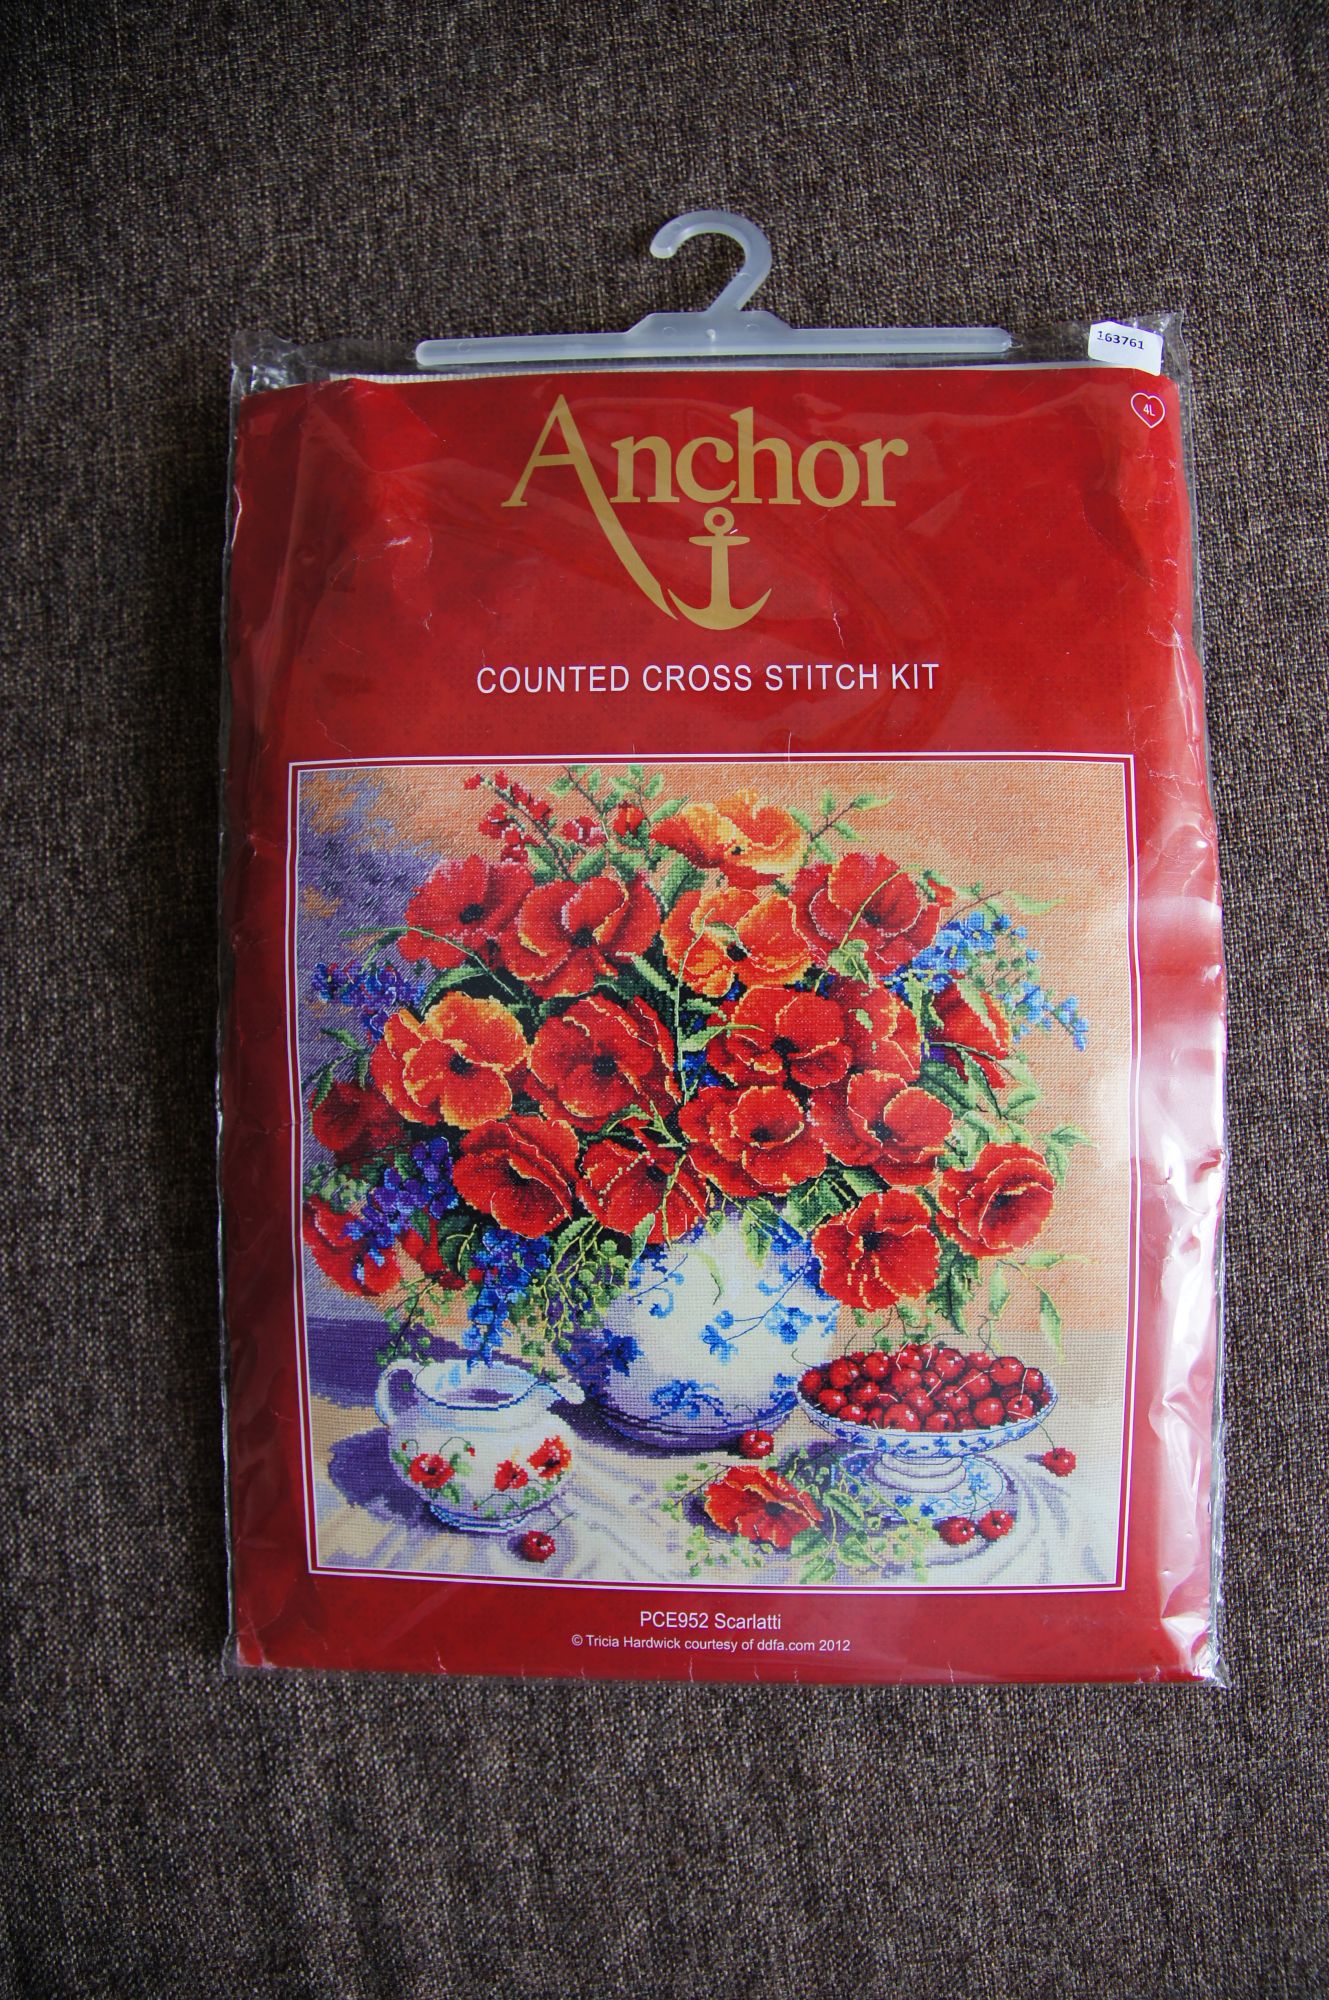 163761
4L
Anchor
COUNTED CROSS STITCH KIT
PCE952 Scarlatti
© Tricia Hardwick courtesy of ddfa.com 2012